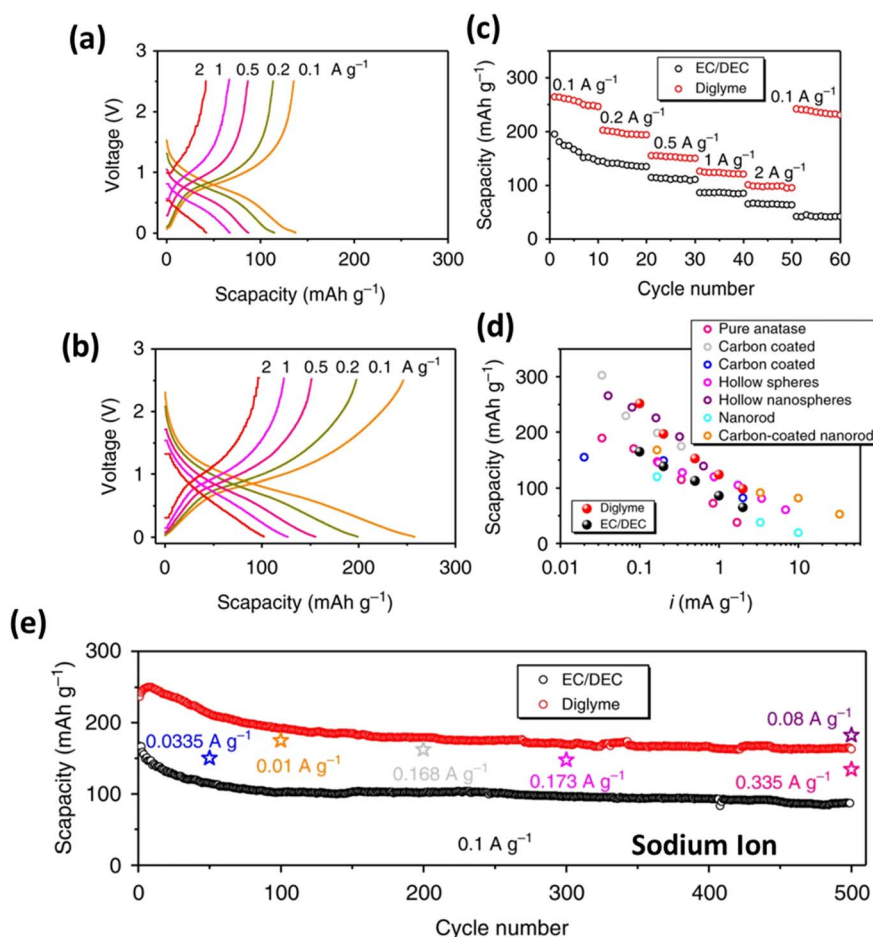 (a)
3
2
1
0
Voltage (V)
2 1 0.5 0.2 0.1 A g⁻¹
0 100 200 300
Scapacity (mAh g⁻¹)
(b)
3
2
1
0
Voltage (V)
2 1 0.5 0.2 0.1 A g⁻¹
0 100 200 300
Scapacity (mAh g⁻¹)
(c)
300
200
100
0
Scapacity (mAh g⁻¹)
EC/DEC
Diglyme
0.1 A g⁻¹
0.2 A g⁻¹
0.5 A g⁻¹
1 A g⁻¹
2 A g⁻¹
0.1 A g⁻¹
0 10 20 30 40 50 60
Cycle number
(d)
Pure anatase
Carbon coated
Carbon coated
Hollow spheres
Hollow nanospheres
Nanorod
Carbon-coated nanorod
300
200
100
0
Scapacity (mAh g⁻¹)
Diglyme
EC/DEC
0.01 0.1 1 10
i (mA g⁻¹)
(e)
300
200
100
0
Scapacity (mAh g⁻¹)
EC/DEC
Diglyme
0.0335 A g⁻¹
0.01 A g⁻¹
0.168 A g⁻¹
0.173 A g⁻¹
0.08 A g⁻¹
0.335 A g⁻¹
0.1 A g⁻¹
Sodium Ion
0 100 200 300 400 500
Cycle number